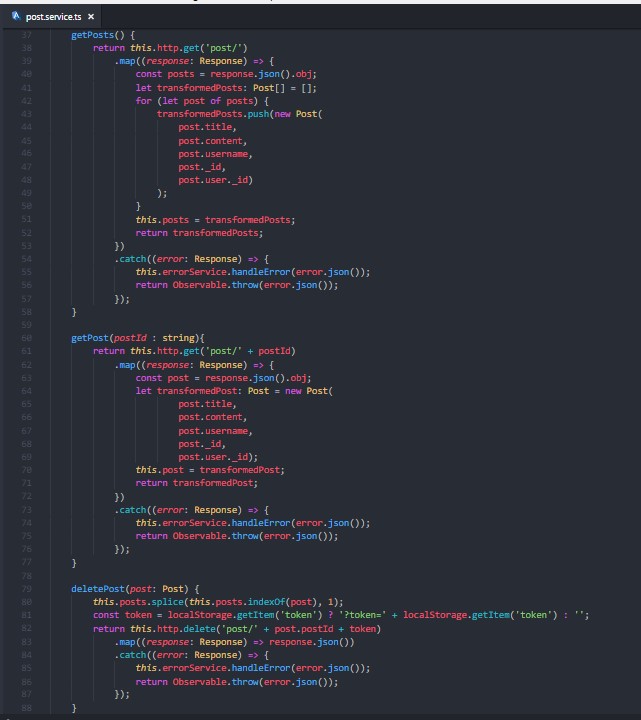 post.service.ts ×
37 getPosts() {
38 return this.http.get('post/')
39 .map((response: Response) => {
40 const posts = response.json().obj;
41 let transformedPosts: Post[] = [];
42 for (let post of posts) {
43 transformedPosts.push(new Post(
44 post.title,
45 post.content,
46 post.username,
47 post._id,
48 post.user._id)
49 );
50 }
51 this.posts = transformedPosts;
52 return transformedPosts;
53 })
54 .catch((error: Response) => {
55 this.errorService.handleError(error.json());
56 return Observable.throw(error.json());
57 });
58 }
59
60 getPost(postId : string){
61 return this.http.get('post/' + postId)
62 .map((response: Response) => {
63 const post = response.json().obj;
64 let transformedPost: Post = new Post(
65 post.title,
66 post.content,
67 post.username,
68 post._id,
69 post.user._id);
70 this.post = transformedPost;
71 return transformedPost;
72 })
73 .catch((error: Response) => {
74 this.errorService.handleError(error.json());
75 return Observable.throw(error.json());
76 });
77 }
78
79 deletePost(post: Post) {
80 this.posts.splice(this.posts.indexOf(post), 1);
81 const token = localStorage.getItem('token') ? '?token=' + localStorage.getItem('token') : '';
82 return this.http.delete('post/' + post.postId + token)
83 .map((response: Response) => response.json())
84 .catch((error: Response) => {
85 this.errorService.handleError(error.json());
86 return Observable.throw(error.json());
87 });
88 }